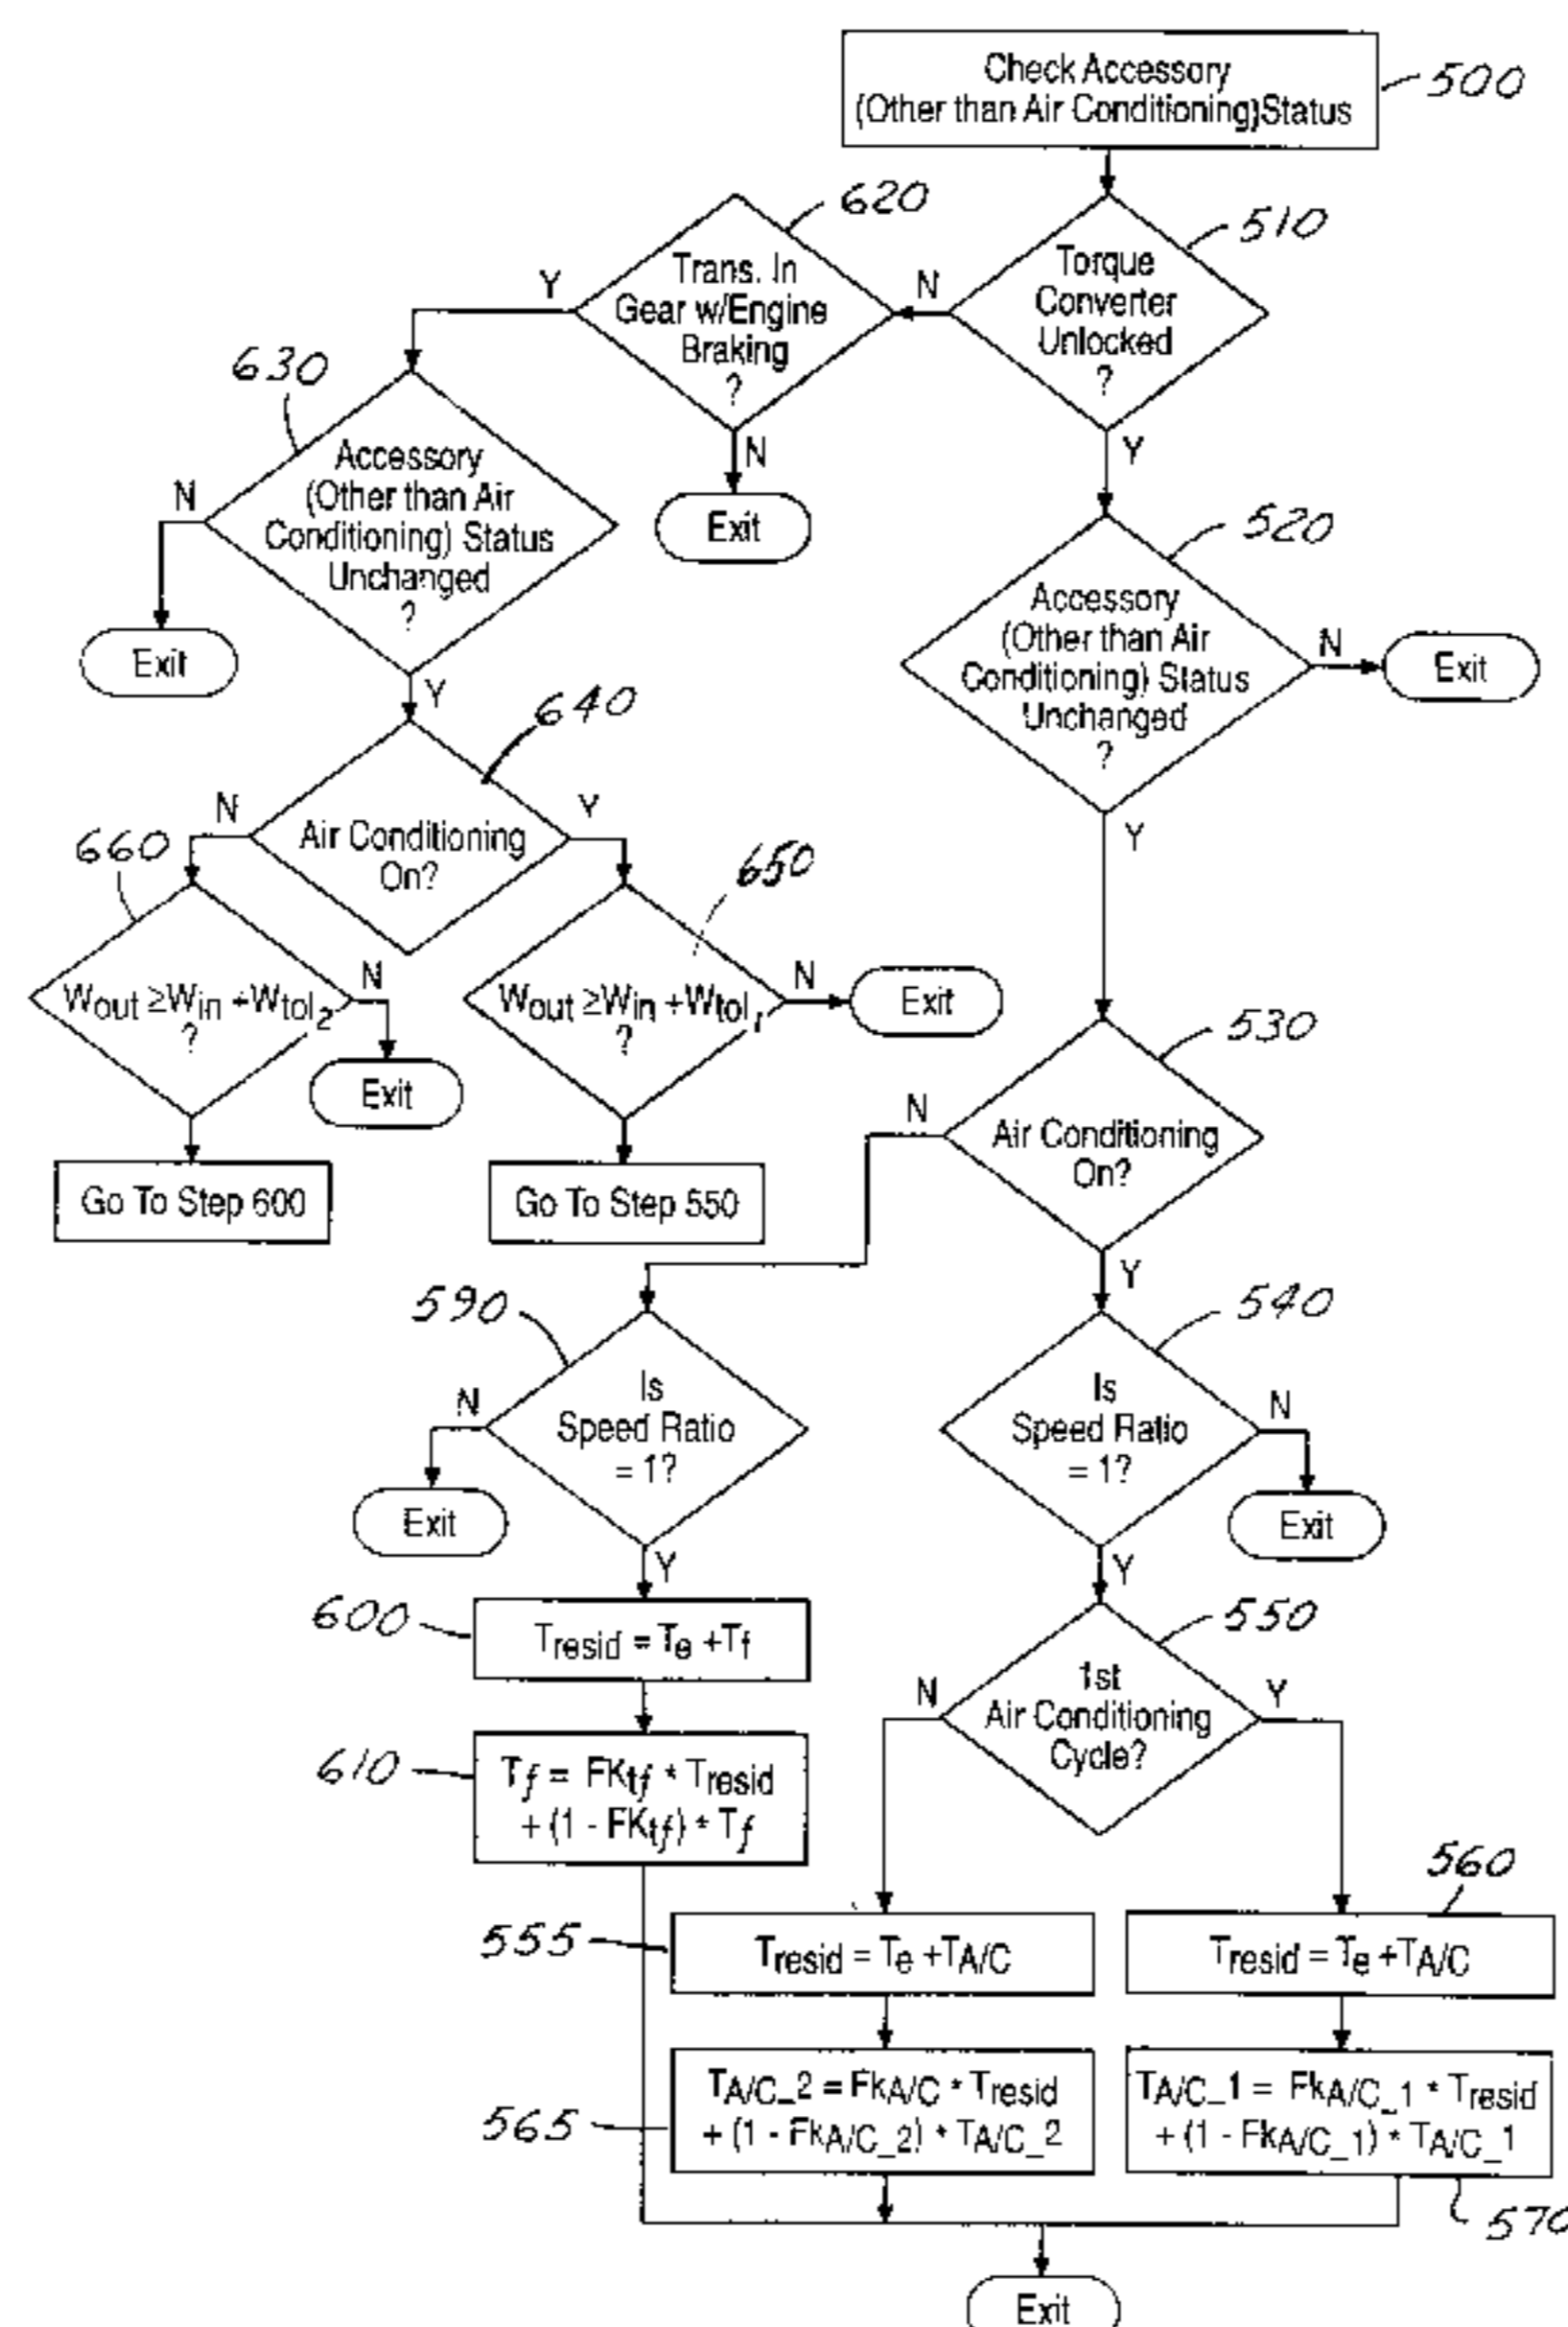 Check Accessory
(Other than Air Conditioning)Status
500
620
510
Trans. In
Gear w/Engine
Braking
?
Y
N
Torque
Converter
Unlocked
?
N
Y
630
Accessory
(Other than Air
Conditioning) Status
Unchanged
?
N
Y
Exit
Exit
520
Accessory
(Other than Air
Conditioning) Status
Unchanged
?
N
Exit
Y
640
Air Conditioning
On?
N
Y
660
Wout ≥Win +Wtol2
?
N
Exit
650
Wout ≥Win +Wtol1
?
N
Exit
Go To Step 600
Go To Step 550
530
Air Conditioning
On?
N
Y
590
Is
Speed Ratio
= 1?
N
Exit
Y
540
Is
Speed Ratio
= 1?
N
Exit
Y
600
Tresid = Te +Tf
610
Tf = FKtf * Tresid
+ (1 - FKtf) * Tf
550
1st
Air Conditioning
Cycle?
N
Y
555
Tresid = Te +TA/C
560
Tresid = Te +TA/C
565
TA/C_2 = FkA/C * Tresid
+ (1 - FkA/C_2) * TA/C_2
TA/C_1 = FkA/C_1 * Tresid
+ (1 - FkA/C_1) * TA/C_1
570
Exit